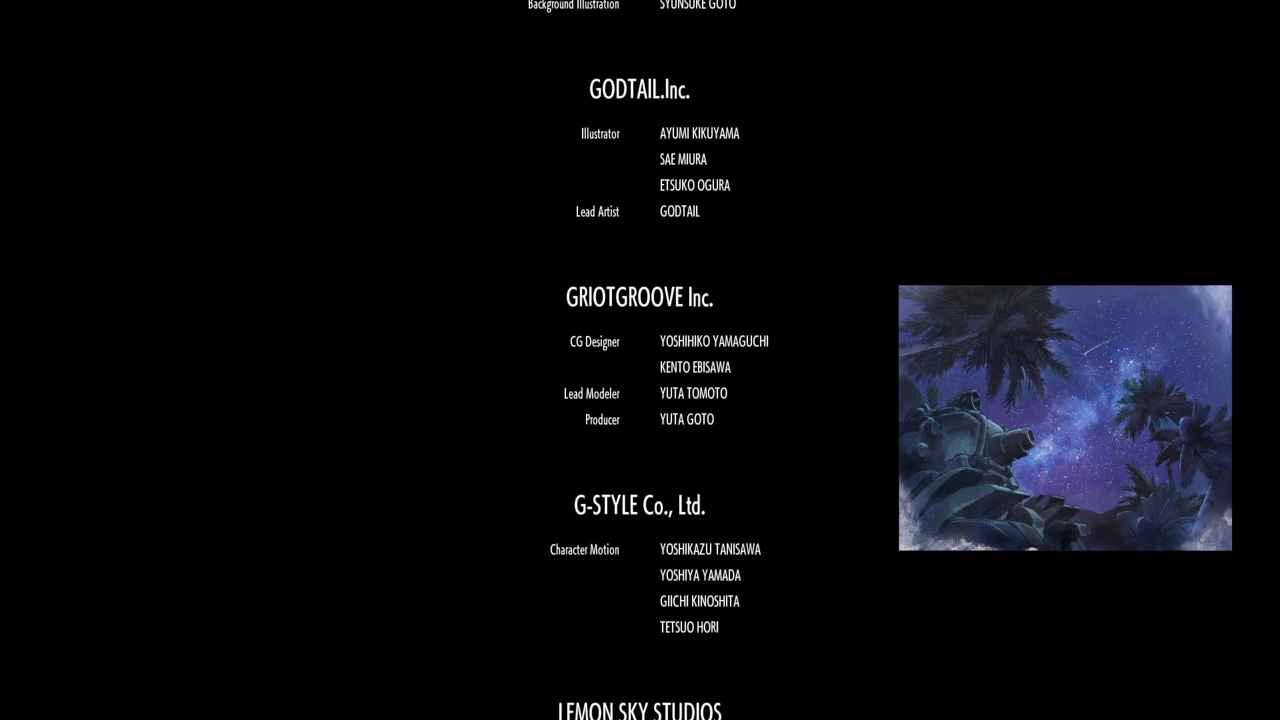 Background Illustration SYUNSUKE GOTO
GODTAIL.Inc.
Illustrator AYUMI KIKUYAMA
SAE MIURA
ETSUKO OGURA
Lead Artist GODTAIL
GRIOTGROOVE Inc.
CG Designer YOSHIHIKO YAMAGUCHI
KENTO EBISAWA
Lead Modeler YUTA TOMOTO
Producer YUTA GOTO
G-STYLE Co., Ltd.
Character Motion YOSHIKAZU TANISAWA
YOSHIYA YAMADA
GIICHI KINOSHITA
TETSUO HORI
LEMON SKY STUDIOS